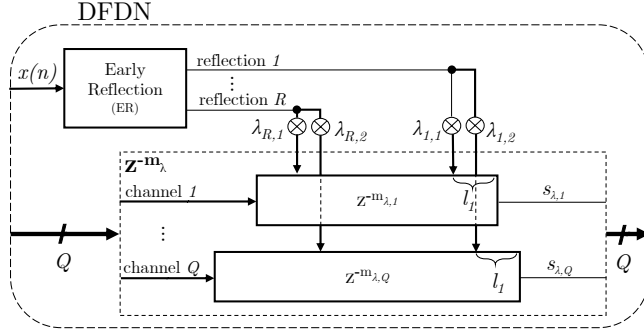 DFDN
x(n)
Early
Reflection
(ER)
reflection 1
⋮
reflection R
λR,1 λR,2 λ1,1 λ1,2
z-mλ
channel 1
z-mλ,1
l1
sλ,1
⋮
Q
Q
channel Q
z-mλ,Q
l1
sλ,Q